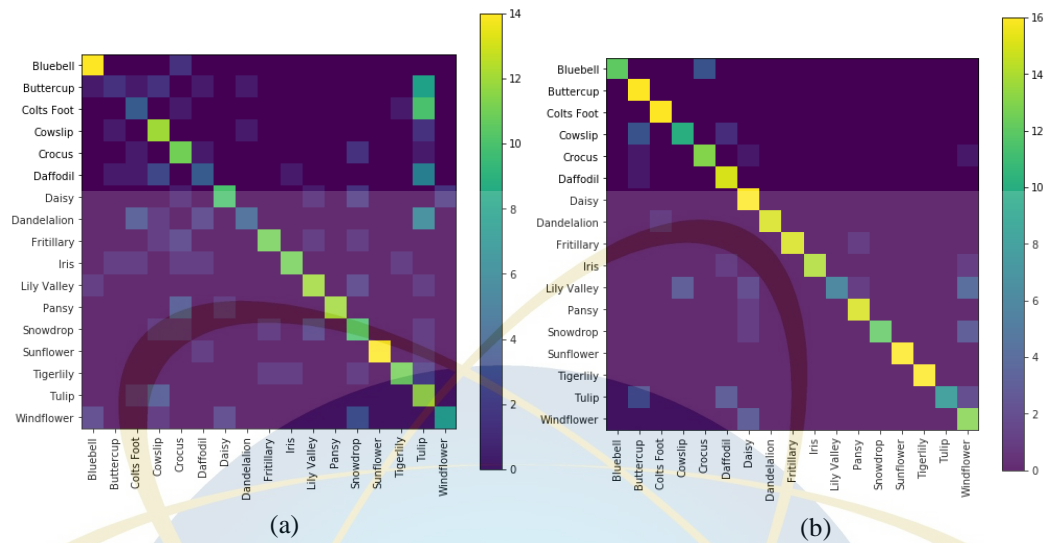 14
12
10
8
6
4
2
0
Bluebell
Buttercup
Colts Foot
Cowslip
Crocus
Daffodil
Daisy
Dandelalion
Fritillary
Iris
Lily Valley
Pansy
Snowdrop
Sunflower
Tigerlily
Tulip
Windflower
Bluebell
Buttercup
Colts Foot
Cowslip
Crocus
Daffodil
Daisy
Dandelalion
Fritillary
Iris
Lily Valley
Pansy
Snowdrop
Sunflower
Tigerlily
Tulip
Windflower
(a)
16
14
12
10
8
6
4
2
0
Bluebell
Buttercup
Colts Foot
Cowslip
Crocus
Daffodil
Daisy
Dandelalion
Fritillary
Iris
Lily Valley
Pansy
Snowdrop
Sunflower
Tigerlily
Tulip
Windflower
Bluebell
Buttercup
Colts Foot
Cowslip
Crocus
Daffodil
Daisy
Dandelalion
Fritillary
Iris
Lily Valley
Pansy
Snowdrop
Sunflower
Tigerlily
Tulip
Windflower
(b)